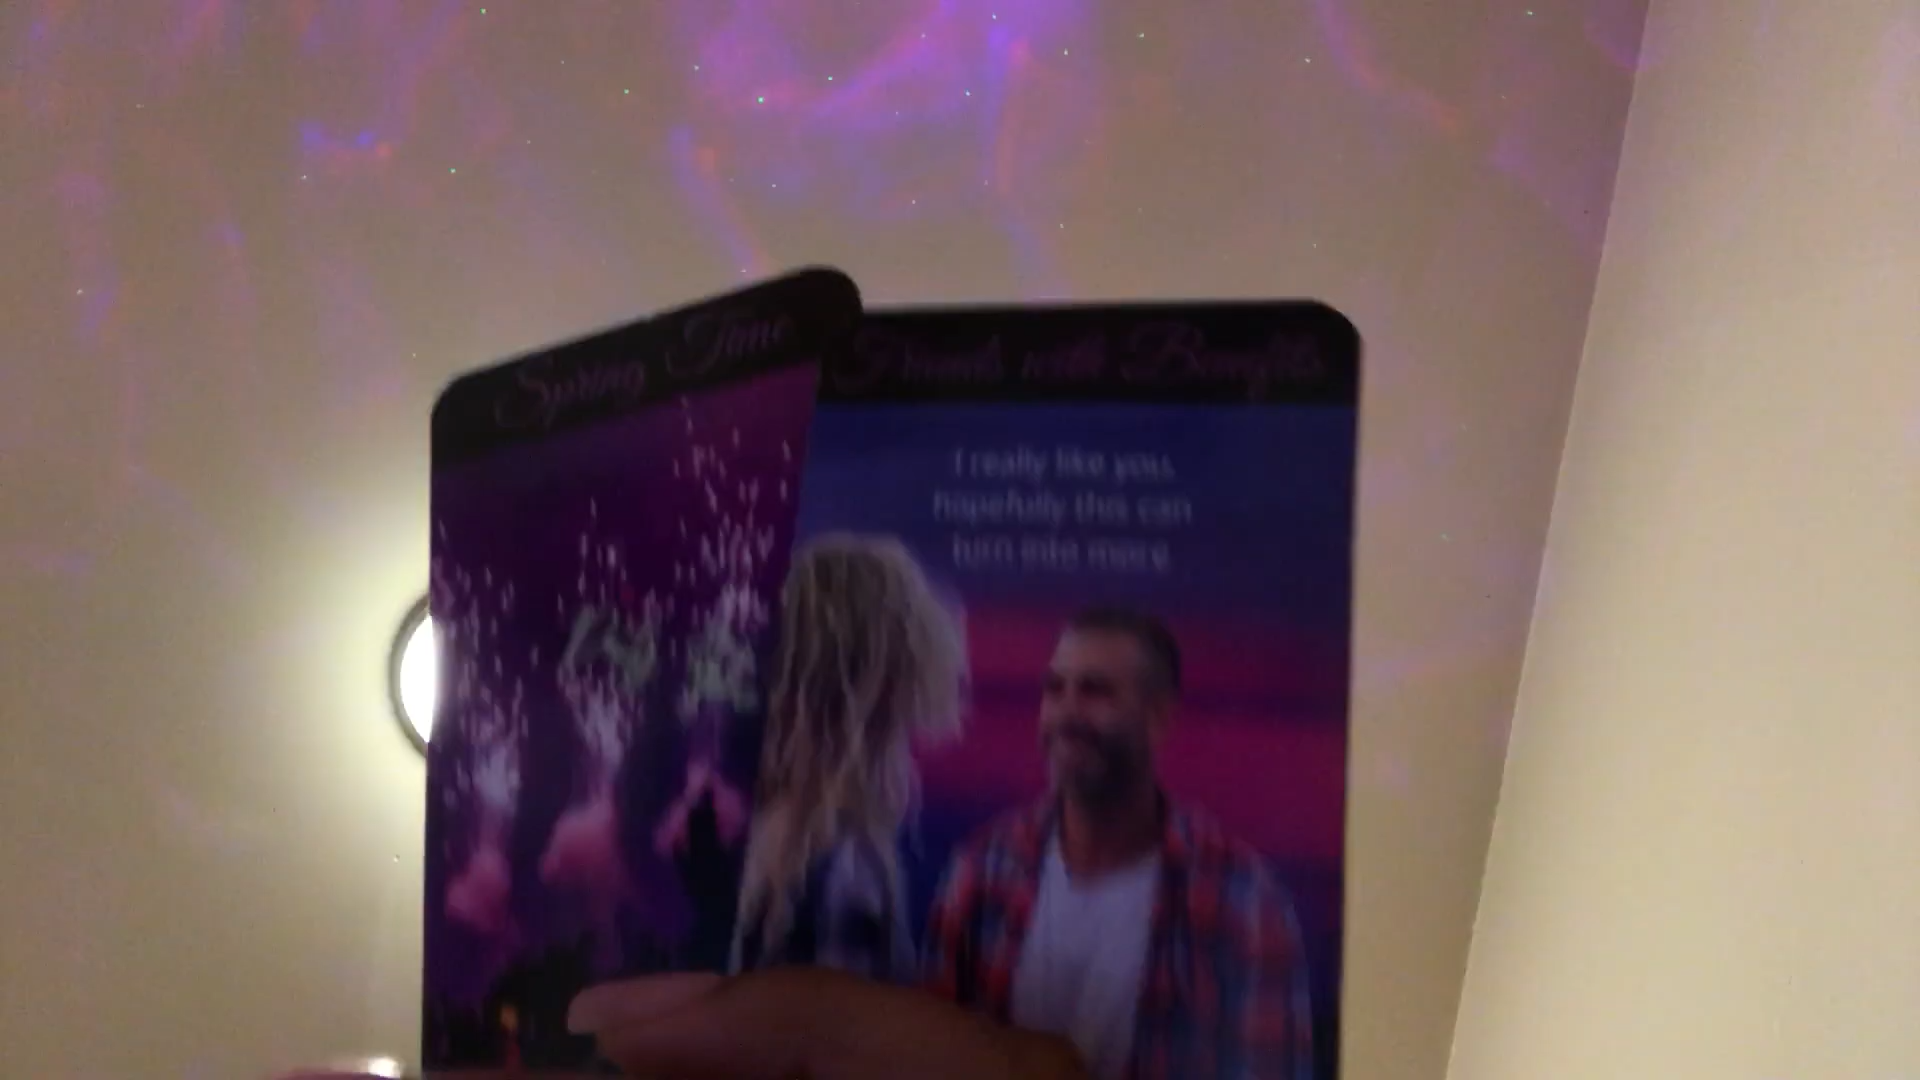 Spring Time
Friends with Benefits
I really like you,
hopefully this can
turn into more